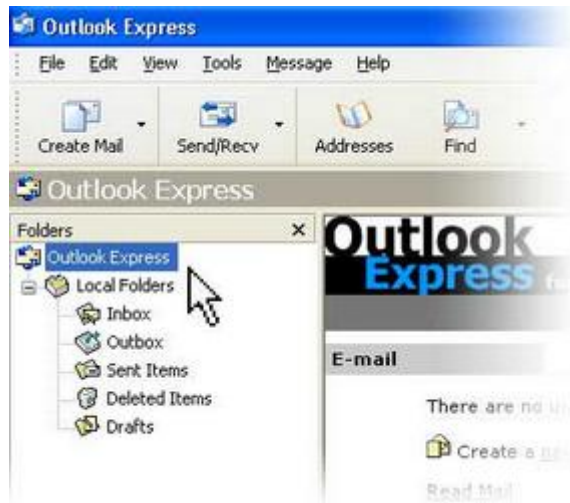 Outlook Express
File Edit View Tools Message Help
Create Mail Send/Recv Addresses Find
Outlook Express
Folders
Outlook Express
Local Folders
Inbox
Outbox
Sent Items
Deleted Items
Drafts
Outlook
Express
E-mail
There are no
Create a
Read Mail